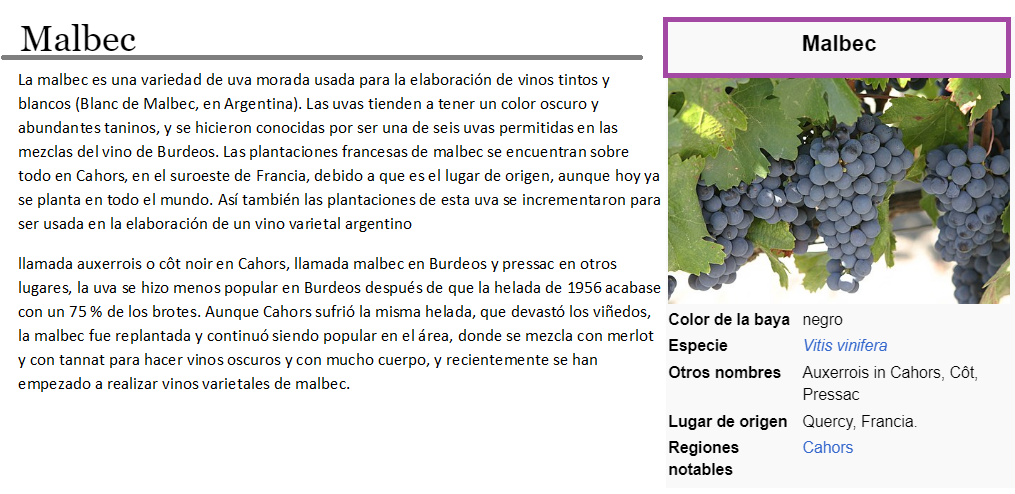 Malbec
La malbec es una variedad de uva morada usada para la elaboración de vinos tintos y
blancos (Blanc de Malbec, en Argentina). Las uvas tienden a tener un color oscuro y
abundantes taninos, y se hicieron conocidas por ser una de seis uvas permitidas en las
mezclas del vino de Burdeos. Las plantaciones francesas de malbec se encuentran sobre
todo en Cahors, en el suroeste de Francia, debido a que es el lugar de origen, aunque hoy ya
se planta en todo el mundo. Así también las plantaciones de esta uva se incrementaron para
ser usada en la elaboración de un vino varietal argentino
llamada auxerrois o côt noir en Cahors, llamada malbec en Burdeos y pressac en otros
lugares, la uva se hizo menos popular en Burdeos después de que la helada de 1956 acabase
con un 75 % de los brotes. Aunque Cahors sufrió la misma helada, que devastó los viñedos,
la malbec fue replantada y continuó siendo popular en el área, donde se mezcla con merlot
y con tannat para hacer vinos oscuros y con mucho cuerpo, y recientemente se han
empezado a realizar vinos varietales de malbec.
Malbec
Color de la baya negro
Especie Vitis vinifera
Otros nombres Auxerrois in Cahors, Côt,
Pressac
Lugar de origen Quercy, Francia.
Regiones Cahors
notables